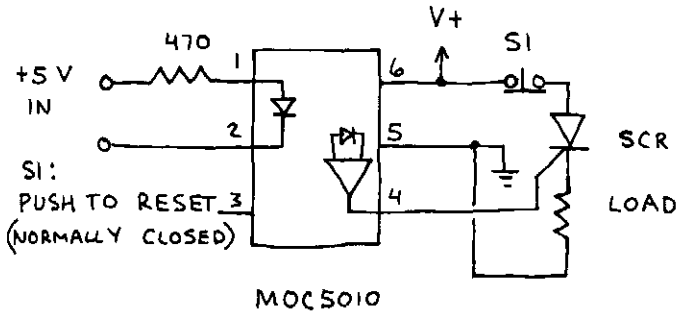 470
+5 V
IN
1
2
3
6
5
4
V+
S1
SCR
LOAD
S1:
PUSH TO RESET
(NORMALLY CLOSED)
MOC5010